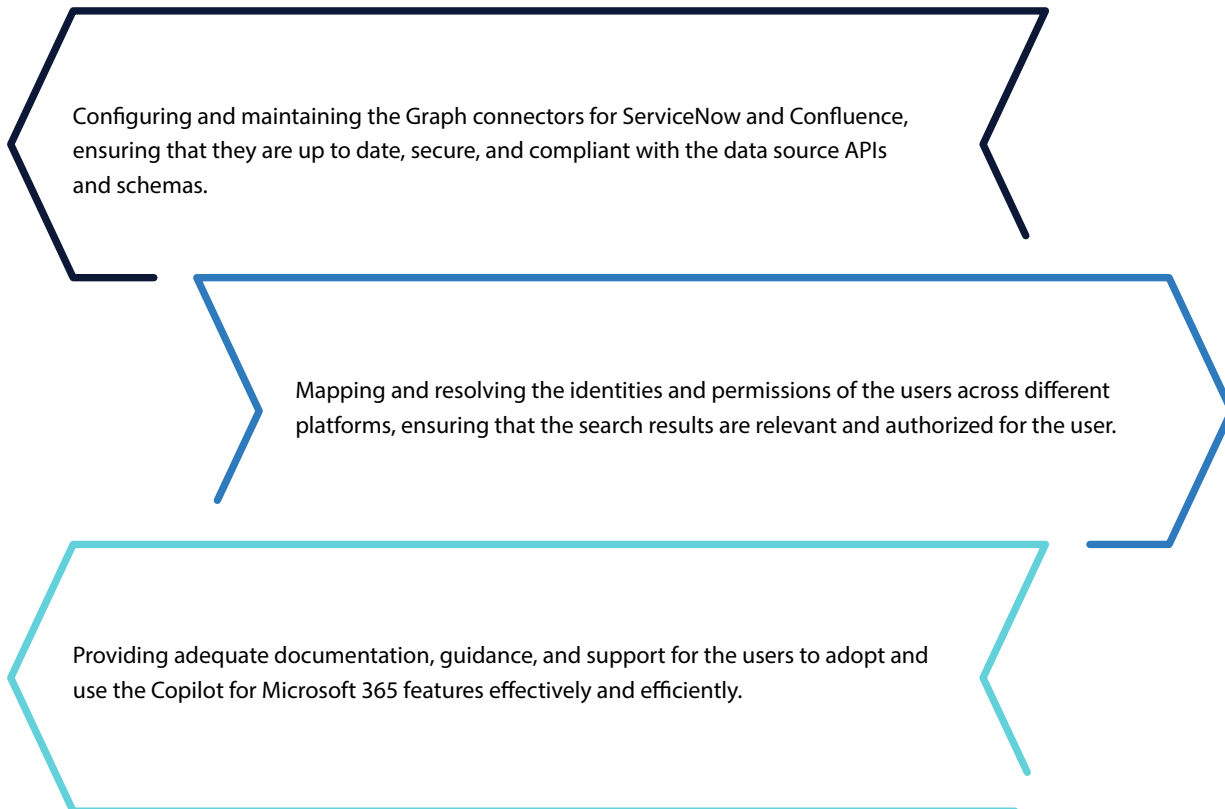 Configuring and maintaining the Graph connectors for ServiceNow and Confluence,
ensuring that they are up to date, secure, and compliant with the data source APIs
and schemas.
Mapping and resolving the identities and permissions of the users across different
platforms, ensuring that the search results are relevant and authorized for the user.
Providing adequate documentation, guidance, and support for the users to adopt and
use the Copilot for Microsoft 365 features effectively and efficiently.